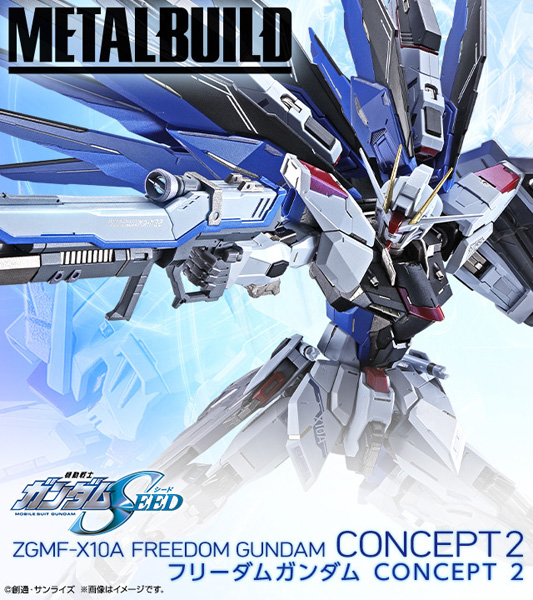 METAL BUILD
機動戦士
ガンダムSEED
シード
MOBILE SUIT GUNDAM
ZGMF-X10A FREEDOM GUNDAM CONCEPT 2
フリーダムガンダム CONCEPT 2
©創通・サンライズ ※画像はイメージです。